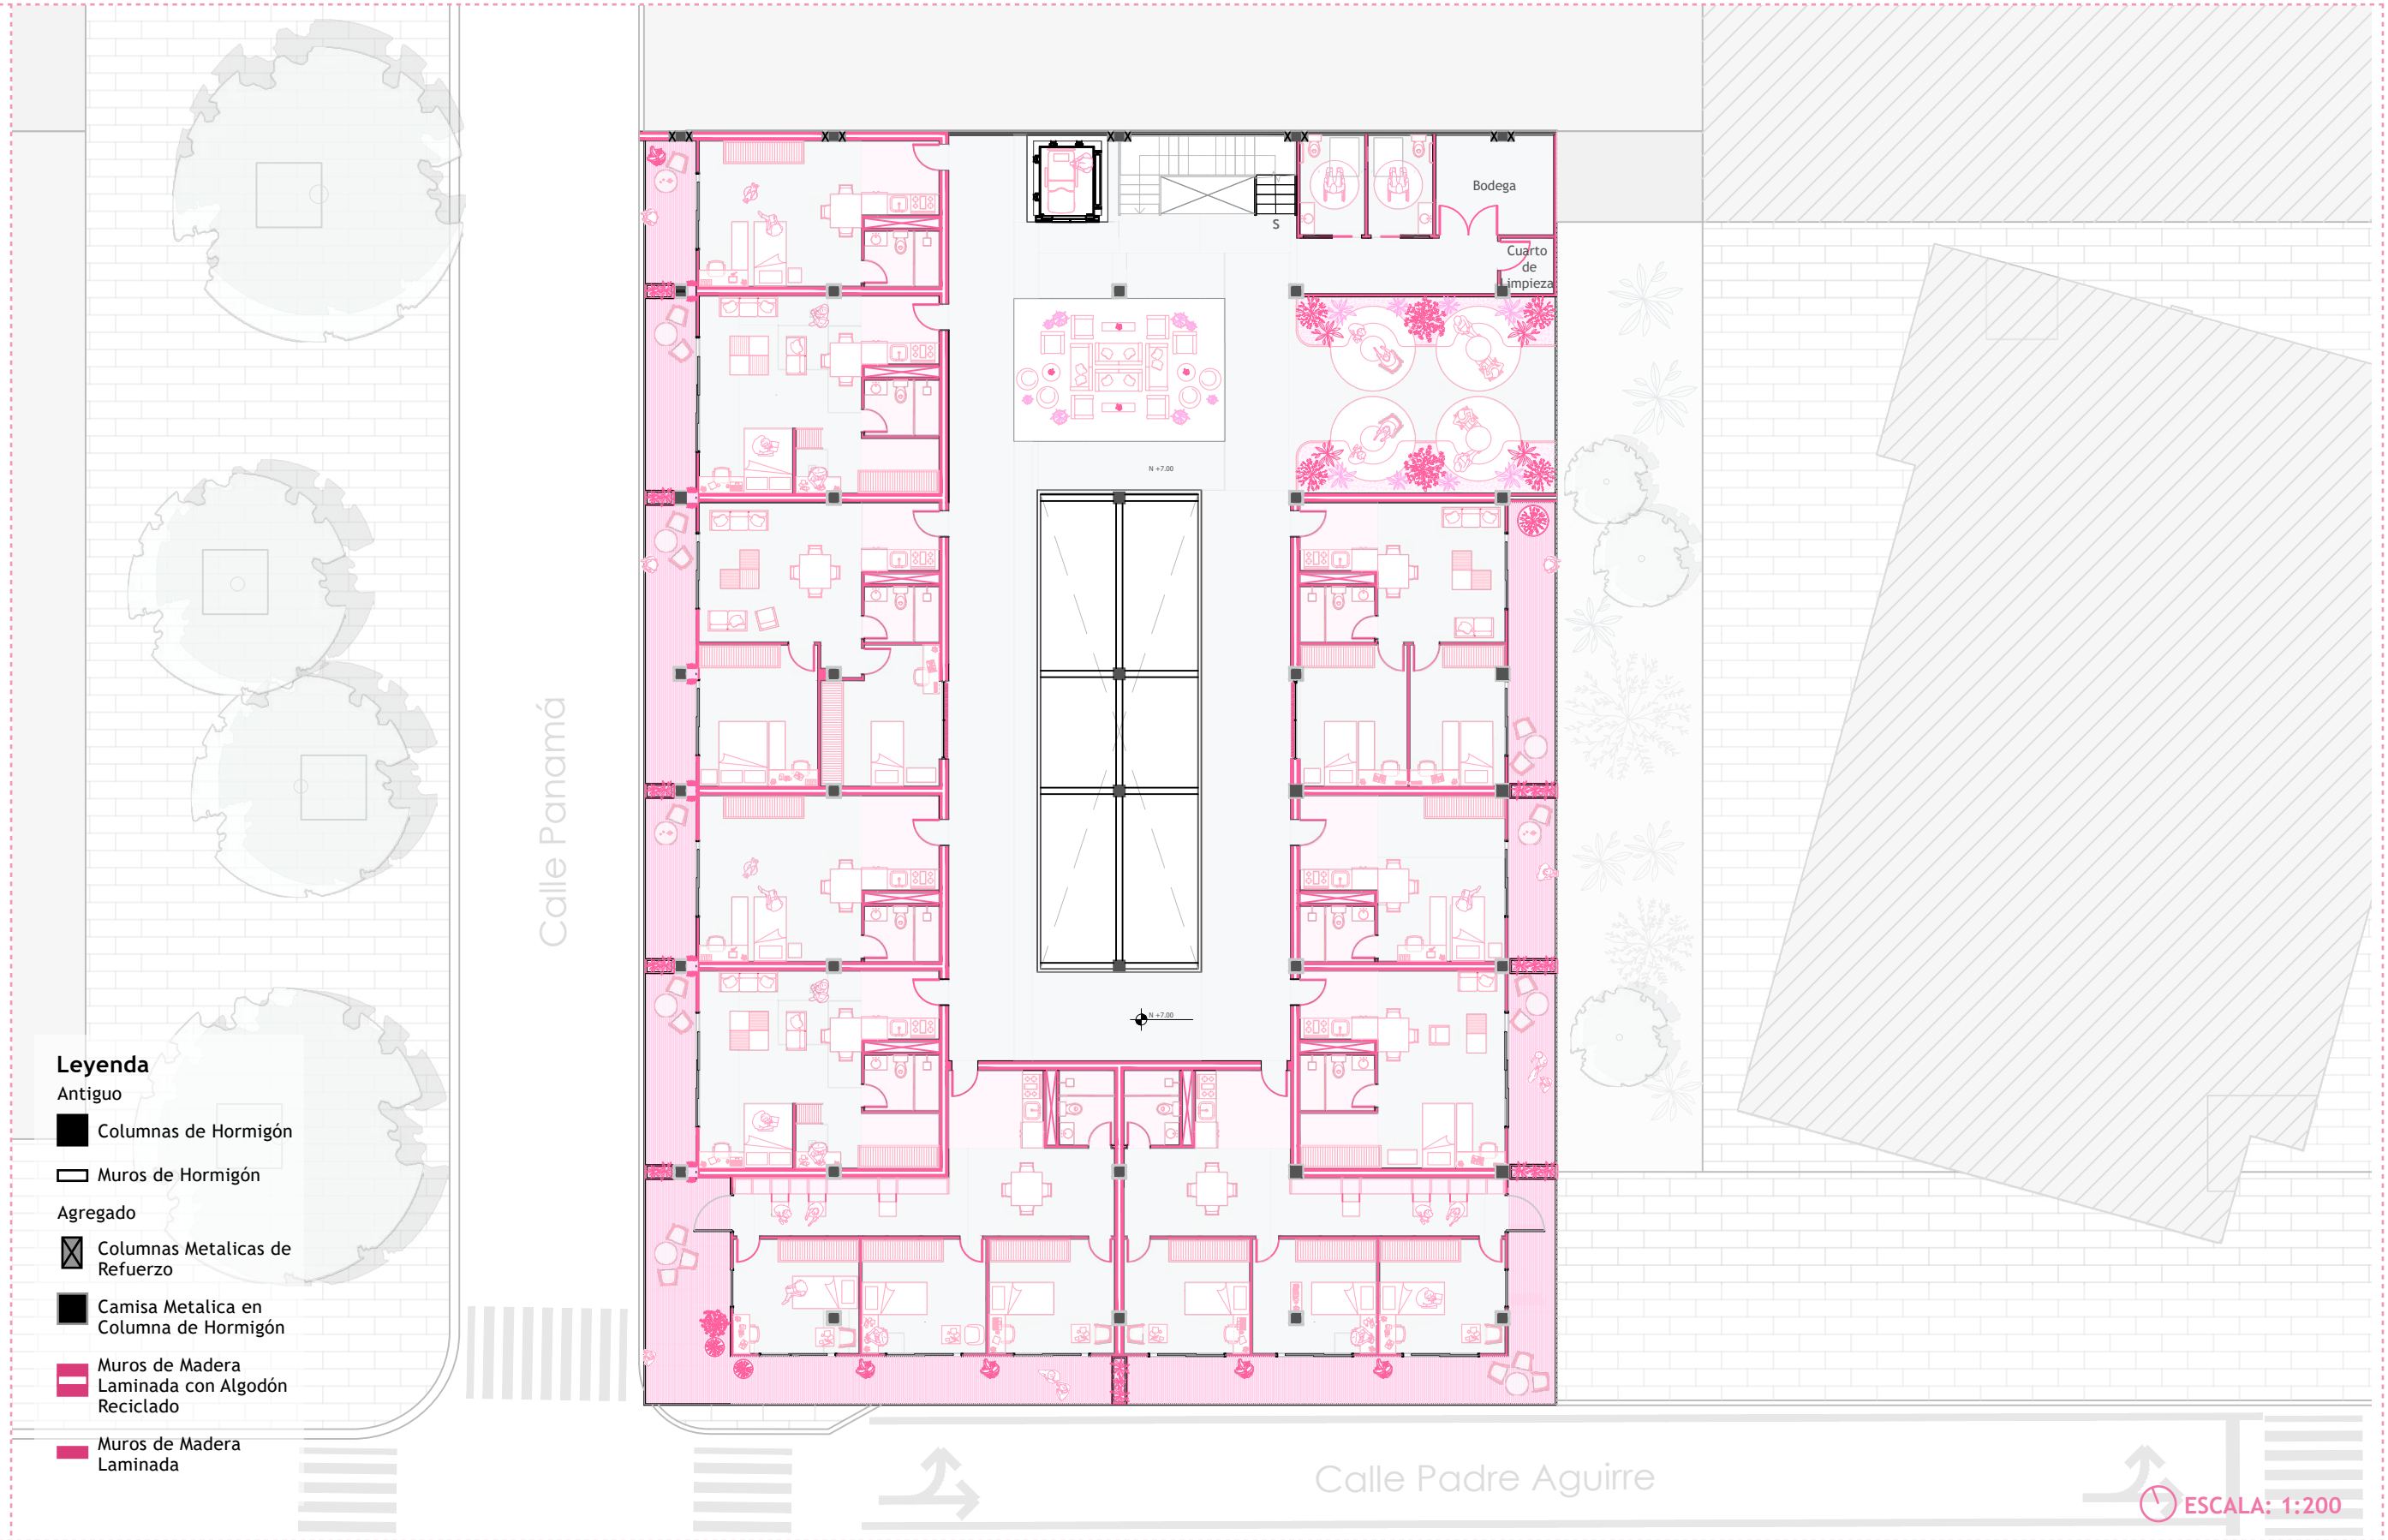 Bodega
S
Cuarto
de
Limpieza
N +7.00
Calle Panamá
N +7.00
Leyenda
Antiguo
Columnas de Hormigón
Muros de Hormigón
Agregado
Columnas Metalicas de
Refuerzo
Camisa Metalica en
Columna de Hormigón
Muros de Madera
Laminada con Algodón
Reciclado
Muros de Madera
Laminada
Calle Padre Aguirre
ESCALA: 1:200